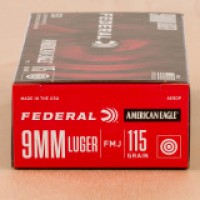 MADE IN THE USA
FEDERAL
AMERICAN EAGLE
9MM LUGER
FMJ
115
GRAIN